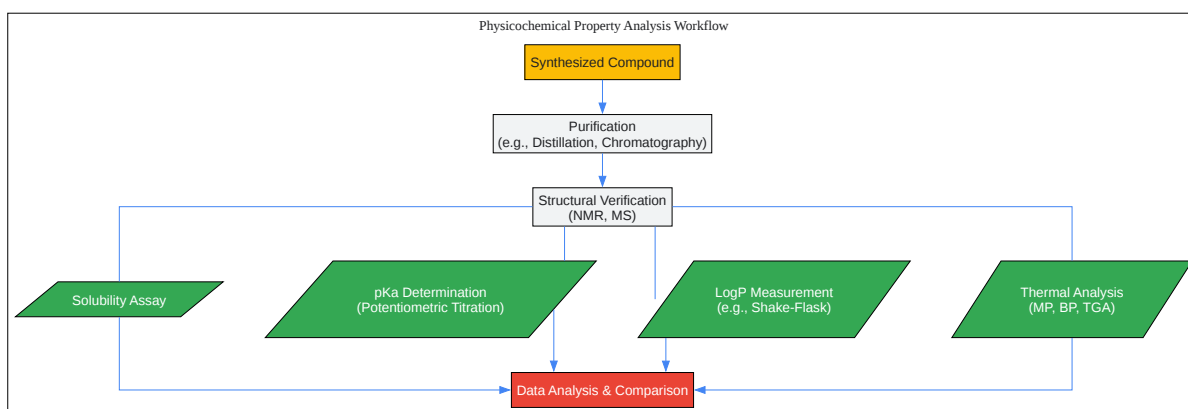 Physicochemical Property Analysis Workflow
Synthesized Compound
Purification
(e.g., Distillation, Chromatography)
Structural Verification
(NMR, MS)
Solubility Assay
pKa Determination
(Potentiometric Titration)
LogP Measurement
(e.g., Shake-Flask)
Thermal Analysis
(MP, BP, TGA)
Data Analysis & Comparison